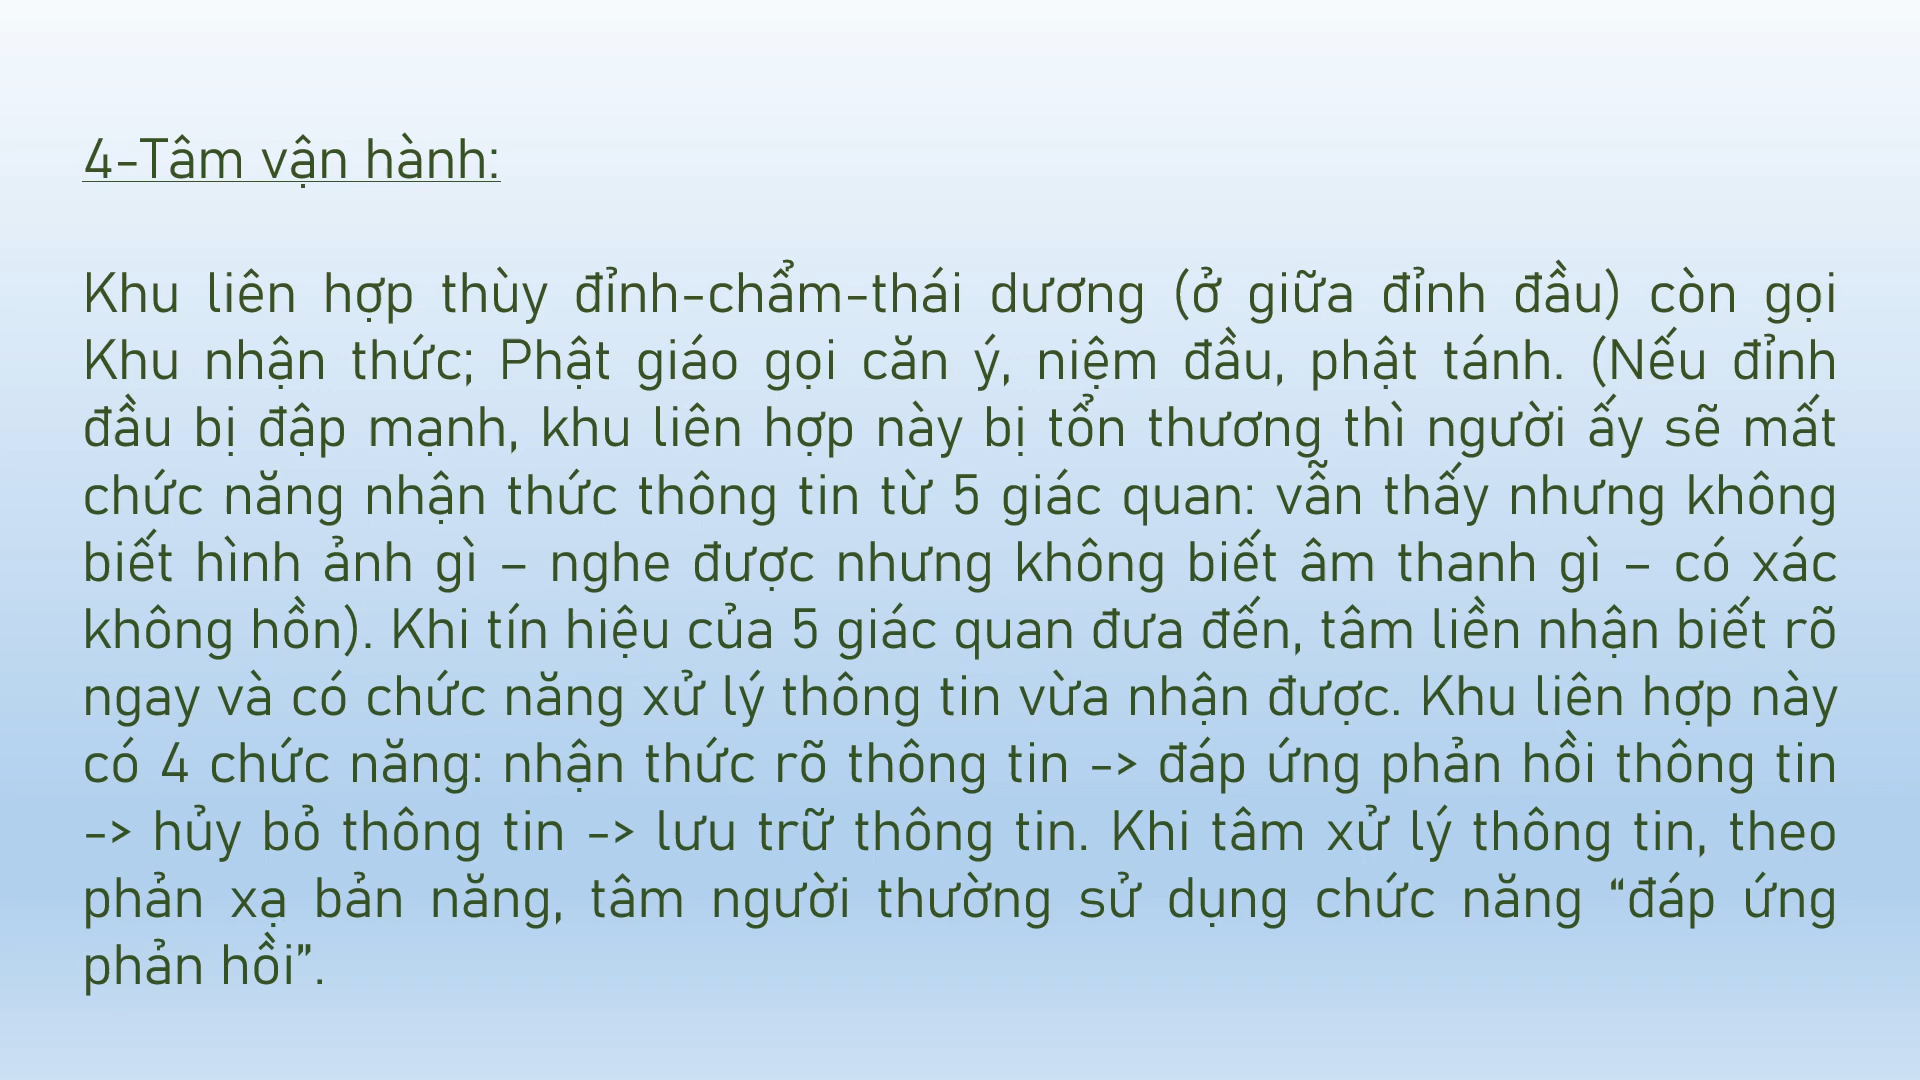 4-Tâm vận hành:
Khu liên hợp thùy đỉnh-chẩm-thái dương (ở giữa đỉnh đầu) còn gọi
Khu nhận thức; Phật giáo gọi căn ý, niệm đầu, phật tánh. (Nếu đỉnh
đầu bị đập mạnh, khu liên hợp này bị tổn thương thì người ấy sẽ mất
chức năng nhận thức thông tin từ 5 giác quan: vẫn thấy nhưng không
biết hình ảnh gì – nghe được nhưng không biết âm thanh gì – có xác
không hồn). Khi tín hiệu của 5 giác quan đưa đến, tâm liền nhận biết rõ
ngay và có chức năng xử lý thông tin vừa nhận được. Khu liên hợp này
có 4 chức năng: nhận thức rõ thông tin -> đáp ứng phản hồi thông tin
-> hủy bỏ thông tin -> lưu trữ thông tin. Khi tâm xử lý thông tin, theo
phản xạ bản năng, tâm người thường sử dụng chức năng “đáp ứng
phản hồi”.